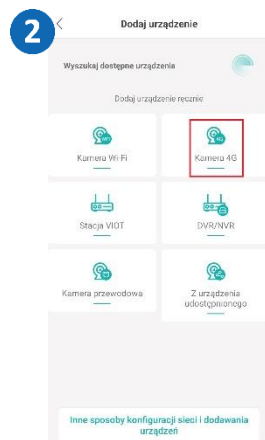 2
Dodaj urządzenie
Wyszukaj dostępne urządzenia
Dodaj urządzenie ręcznie
Kamera Wi-Fi
Kamera 4G
Stacja VIOT
DVR/NVR
Kamera przewodowa
Z urządzenia
udostępnionego
Inne sposoby konfiguracji sieci i dodawania
urządzeń